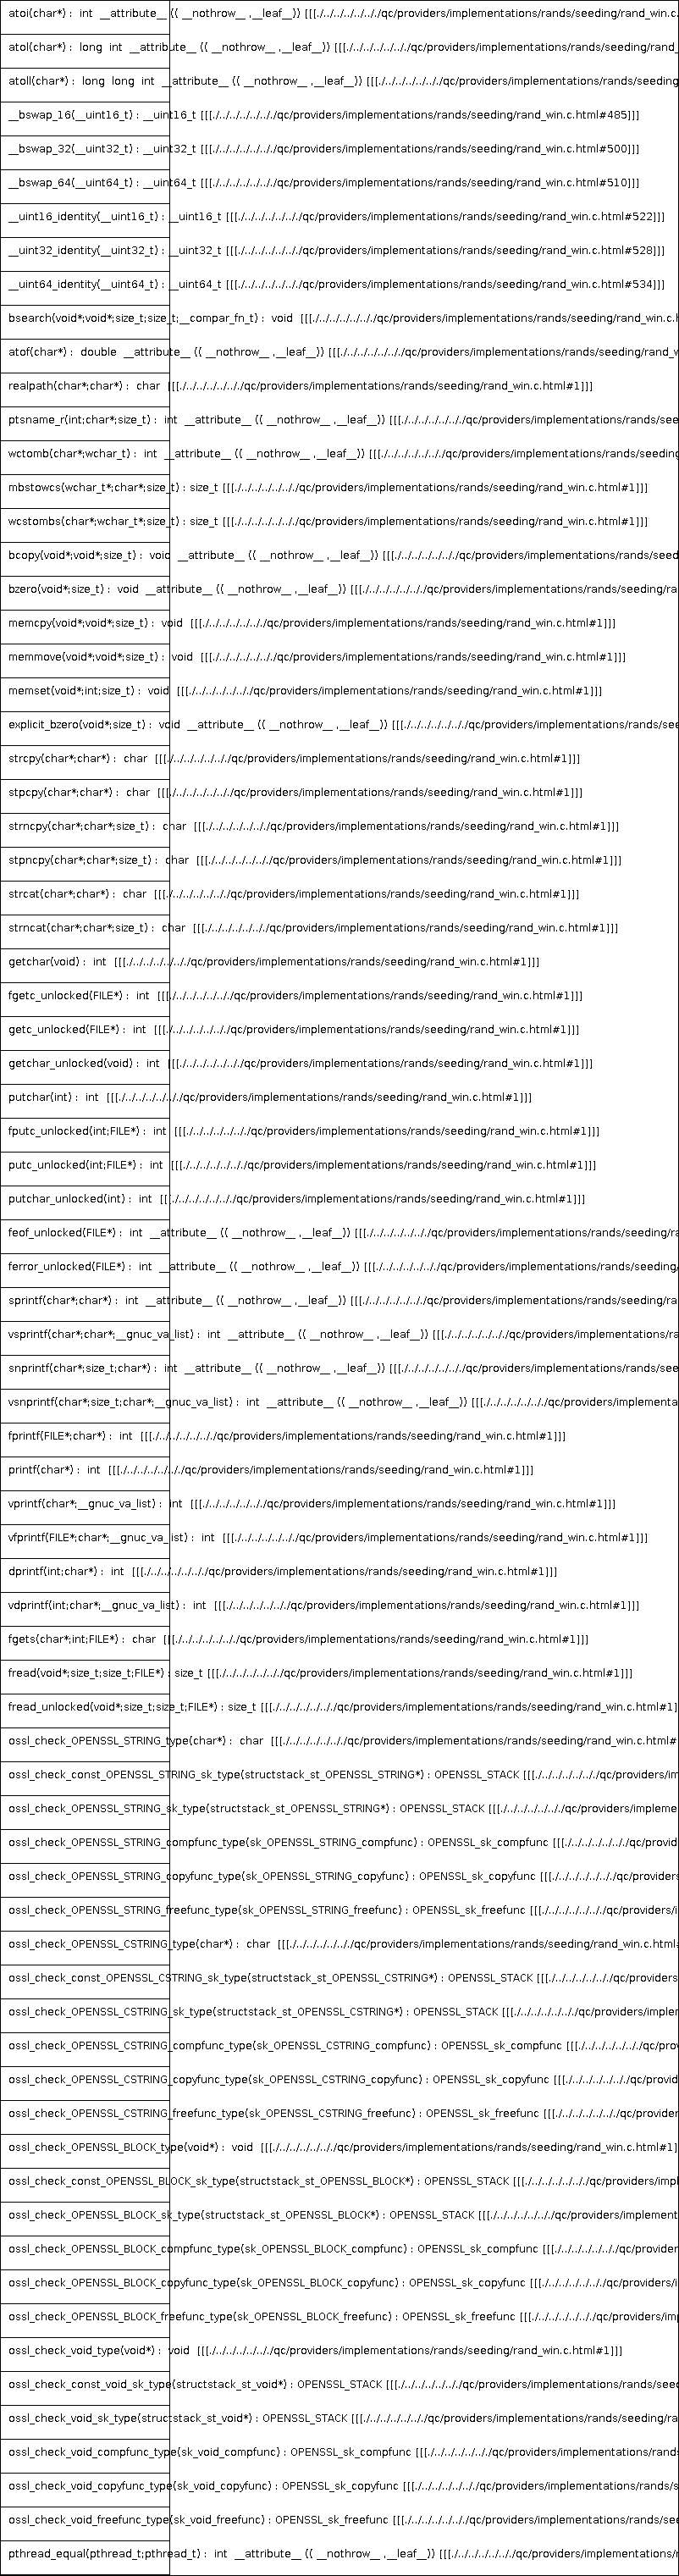 atoi(char*) : int __attribute__ (( __nothrow__ ,__leaf__)) [[[./../../../../../qc/providers/implementations/rands/seeding/rand_win.c.
atol(char*) : long int __attribute__ (( __nothrow__ ,__leaf__)) [[[./../../../../../qc/providers/implementations/rands/seeding/rand_
atoll(char*) : long long int __attribute__ (( __nothrow__ ,__leaf__)) [[[./../../../../../qc/providers/implementations/rands/seeding
__bswap_16(__uint16_t) : __uint16_t [[[./../../../../../qc/providers/implementations/rands/seeding/rand_win.c.html#485]]]
__bswap_32(__uint32_t) : __uint32_t [[[./../../../../../qc/providers/implementations/rands/seeding/rand_win.c.html#500]]]
__bswap_64(__uint64_t) : __uint64_t [[[./../../../../../qc/providers/implementations/rands/seeding/rand_win.c.html#510]]]
__uint16_identity(__uint16_t) : __uint16_t [[[./../../../../../qc/providers/implementations/rands/seeding/rand_win.c.html#522]]]
__uint32_identity(__uint32_t) : __uint32_t [[[./../../../../../qc/providers/implementations/rands/seeding/rand_win.c.html#528]]]
__uint64_identity(__uint64_t) : __uint64_t [[[./../../../../../qc/providers/implementations/rands/seeding/rand_win.c.html#534]]]
bsearch(void*;void*;size_t;size_t;__compar_fn_t) : void [[[./../../../../../qc/providers/implementations/rands/seeding/rand_win.c.h
atof(char*) : double __attribute__ (( __nothrow__ ,__leaf__)) [[[./../../../../../qc/providers/implementations/rands/seeding/rand_w
realpath(char*;char*) : char [[[./../../../../../qc/providers/implementations/rands/seeding/rand_win.c.html#1]]]
ptsname_r(int;char*;size_t) : int __attribute__ (( __nothrow__ ,__leaf__)) [[[./../../../../../qc/providers/implementations/rands/see
wctomb(char*;wchar_t) : int __attribute__ (( __nothrow__ ,__leaf__)) [[[./../../../../../qc/providers/implementations/rands/seeding
mbstowcs(wchar_t*;char*;size_t) : size_t [[[./../../../../../qc/providers/implementations/rands/seeding/rand_win.c.html#1]]]
wcstombs(char*;wchar_t*;size_t) : size_t [[[./../../../../../qc/providers/implementations/rands/seeding/rand_win.c.html#1]]]
bcopy(void*;void*;size_t) : void __attribute__ (( __nothrow__ ,__leaf__)) [[[./../../../../../qc/providers/implementations/rands/seed
bzero(void*;size_t) : void __attribute__ (( __nothrow__ ,__leaf__)) [[[./../../../../../qc/providers/implementations/rands/seeding/ra
memcpy(void*;void*;size_t) : void [[[./../../../../../qc/providers/implementations/rands/seeding/rand_win.c.html#1]]]
memmove(void*;void*;size_t) : void [[[./../../../../../qc/providers/implementations/rands/seeding/rand_win.c.html#1]]]
memset(void*;int;size_t) : void [[[./../../../../../qc/providers/implementations/rands/seeding/rand_win.c.html#1]]]
explicit_bzero(void*;size_t) : void __attribute__ (( __nothrow__ ,__leaf__)) [[[./../../../../../qc/providers/implementations/rands/see
strcpy(char*;char*) : char [[[./../../../../../qc/providers/implementations/rands/seeding/rand_win.c.html#1]]]
stpcpy(char*;char*) : char [[[./../../../../../qc/providers/implementations/rands/seeding/rand_win.c.html#1]]]
strncpy(char*;char*;size_t) : char [[[./../../../../../qc/providers/implementations/rands/seeding/rand_win.c.html#1]]]
stpncpy(char*;char*;size_t) : char [[[./../../../../../qc/providers/implementations/rands/seeding/rand_win.c.html#1]]]
strcat(char*;char*) : char [[[./../../../../../qc/providers/implementations/rands/seeding/rand_win.c.html#1]]]
strncat(char*;char*;size_t) : char [[[./../../../../../qc/providers/implementations/rands/seeding/rand_win.c.html#1]]]
getchar(void) : int [[[./../../../../../qc/providers/implementations/rands/seeding/rand_win.c.html#1]]]
fgetc_unlocked(FILE*) : int [[[./../../../../../qc/providers/implementations/rands/seeding/rand_win.c.html#1]]]
getc_unlocked(FILE*) : int [[[./../../../../../qc/providers/implementations/rands/seeding/rand_win.c.html#1]]]
getchar_unlocked(void) : int [[[./../../../../../qc/providers/implementations/rands/seeding/rand_win.c.html#1]]]
putchar(int) : int [[[./../../../../../qc/providers/implementations/rands/seeding/rand_win.c.html#1]]]
fputc_unlocked(int;FILE*) : int [[[./../../../../../qc/providers/implementations/rands/seeding/rand_win.c.html#1]]]
putc_unlocked(int;FILE*) : int [[[./../../../../../qc/providers/implementations/rands/seeding/rand_win.c.html#1]]]
putchar_unlocked(int) : int [[[./../../../../../qc/providers/implementations/rands/seeding/rand_win.c.html#1]]]
feof_unlocked(FILE*) : int __attribute__ (( __nothrow__ ,__leaf__)) [[[./../../../../../qc/providers/implementations/rands/seeding/ra
ferror_unlocked(FILE*) : int __attribute__ (( __nothrow__ ,__leaf__)) [[[./../../../../../qc/providers/implementations/rands/seeding/
sprintf(char*;char*) : int __attribute__ (( __nothrow__ ,__leaf__)) [[[./../../../../../qc/providers/implementations/rands/seeding/ra
vsprintf(char*;char*;__gnuc_va_list) : int __attribute__ (( __nothrow__ ,__leaf__)) [[[./../../../../../qc/providers/implementations/ra
snprintf(char*;size_t;char*) : int __attribute__ (( __nothrow__ ,__leaf__)) [[[./../../../../../qc/providers/implementations/rands/see
vsnprintf(char*;size_t;char*;__gnuc_va_list) : int __attribute__ (( __nothrow__ ,__leaf__)) [[[./../../../../../qc/providers/implementa
fprintf(FILE*;char*) : int [[[./../../../../../qc/providers/implementations/rands/seeding/rand_win.c.html#1]]]
printf(char*) : int [[[./../../../../../qc/providers/implementations/rands/seeding/rand_win.c.html#1]]]
vprintf(char*;__gnuc_va_list) : int [[[./../../../../../qc/providers/implementations/rands/seeding/rand_win.c.html#1]]]
vfprintf(FILE*;char*;__gnuc_va_list) : int [[[./../../../../../qc/providers/implementations/rands/seeding/rand_win.c.html#1]]]
dprintf(int;char*) : int [[[./../../../../../qc/providers/implementations/rands/seeding/rand_win.c.html#1]]]
vdprintf(int;char*;__gnuc_va_list) : int [[[./../../../../../qc/providers/implementations/rands/seeding/rand_win.c.html#1]]]
fgets(char*;int;FILE*) : char [[[./../../../../../qc/providers/implementations/rands/seeding/rand_win.c.html#1]]]
fread(void*;size_t;size_t;FILE*) : size_t [[[./../../../../../qc/providers/implementations/rands/seeding/rand_win.c.html#1]]]
fread_unlocked(void*;size_t;size_t;FILE*) : size_t [[[./../../../../../qc/providers/implementations/rands/seeding/rand_win.c.html#1]
ossl_check_OPENSSL_STRING_type(char*) : char [[[./../../../../../qc/providers/implementations/rands/seeding/rand_win.c.html#
ossl_check_const_OPENSSL_STRING_sk_type(structstack_st_OPENSSL_STRING*) : OPENSSL_STACK [[[./../../../../../qc/providers/im
ossl_check_OPENSSL_STRING_sk_type(structstack_st_OPENSSL_STRING*) : OPENSSL_STACK [[[./../../../../../qc/providers/impleme
ossl_check_OPENSSL_STRING_compfunc_type(sk_OPENSSL_STRING_compfunc) : OPENSSL_sk_compfunc [[[./../../../../../qc/provid
ossl_check_OPENSSL_STRING_copyfunc_type(sk_OPENSSL_STRING_copyfunc) : OPENSSL_sk_copyfunc [[[./../../../../../qc/providers
ossl_check_OPENSSL_STRING_freefunc_type(sk_OPENSSL_STRING_freefunc) : OPENSSL_sk_freefunc [[[./../../../../../qc/providers/i
ossl_check_OPENSSL_CSTRING_type(char*) : char [[[./../../../../../qc/providers/implementations/rands/seeding/rand_win.c.html#
ossl_check_const_OPENSSL_CSTRING_sk_type(structstack_st_OPENSSL_CSTRING*) : OPENSSL_STACK [[[./../../../../../qc/providers
ossl_check_OPENSSL_CSTRING_sk_type(structstack_st_OPENSSL_CSTRING*) : OPENSSL_STACK [[[./../../../../../qc/providers/implem
ossl_check_OPENSSL_CSTRING_compfunc_type(sk_OPENSSL_CSTRING_compfunc) : OPENSSL_sk_compfunc [[[./../../../../../qc/prov
ossl_check_OPENSSL_CSTRING_copyfunc_type(sk_OPENSSL_CSTRING_copyfunc) : OPENSSL_sk_copyfunc [[[./../../../../../qc/provid
ossl_check_OPENSSL_CSTRING_freefunc_type(sk_OPENSSL_CSTRING_freefunc) : OPENSSL_sk_freefunc [[[./../../../../../qc/provider
ossl_check_OPENSSL_BLOCK_type(void*) : void [[[./../../../../../qc/providers/implementations/rands/seeding/rand_win.c.html#1]
ossl_check_const_OPENSSL_BLOCK_sk_type(structstack_st_OPENSSL_BLOCK*) : OPENSSL_STACK [[[./../../../../../qc/providers/impl
ossl_check_OPENSSL_BLOCK_sk_type(structstack_st_OPENSSL_BLOCK*) : OPENSSL_STACK [[[./../../../../../qc/providers/implement
ossl_check_OPENSSL_BLOCK_compfunc_type(sk_OPENSSL_BLOCK_compfunc) : OPENSSL_sk_compfunc [[[./../../../../../qc/provider
ossl_check_OPENSSL_BLOCK_copyfunc_type(sk_OPENSSL_BLOCK_copyfunc) : OPENSSL_sk_copyfunc [[[./../../../../../qc/providers/i
ossl_check_OPENSSL_BLOCK_freefunc_type(sk_OPENSSL_BLOCK_freefunc) : OPENSSL_sk_freefunc [[[./../../../../../qc/providers/imp
ossl_check_void_type(void*) : void [[[./../../../../../qc/providers/implementations/rands/seeding/rand_win.c.html#1]]]
ossl_check_const_void_sk_type(structstack_st_void*) : OPENSSL_STACK [[[./../../../../../qc/providers/implementations/rands/seed
ossl_check_void_sk_type(structstack_st_void*) : OPENSSL_STACK [[[./../../../../../qc/providers/implementations/rands/seeding/ra
ossl_check_void_compfunc_type(sk_void_compfunc) : OPENSSL_sk_compfunc [[[./../../../../../qc/providers/implementations/rands
ossl_check_void_copyfunc_type(sk_void_copyfunc) : OPENSSL_sk_copyfunc [[[./../../../../../qc/providers/implementations/rands/s
ossl_check_void_freefunc_type(sk_void_freefunc) : OPENSSL_sk_freefunc [[[./../../../../../qc/providers/implementations/rands/see
pthread_equal(pthread_t;pthread_t) : int __attribute__ (( __nothrow__ ,__leaf__)) [[[./../../../../../qc/providers/implementations/r